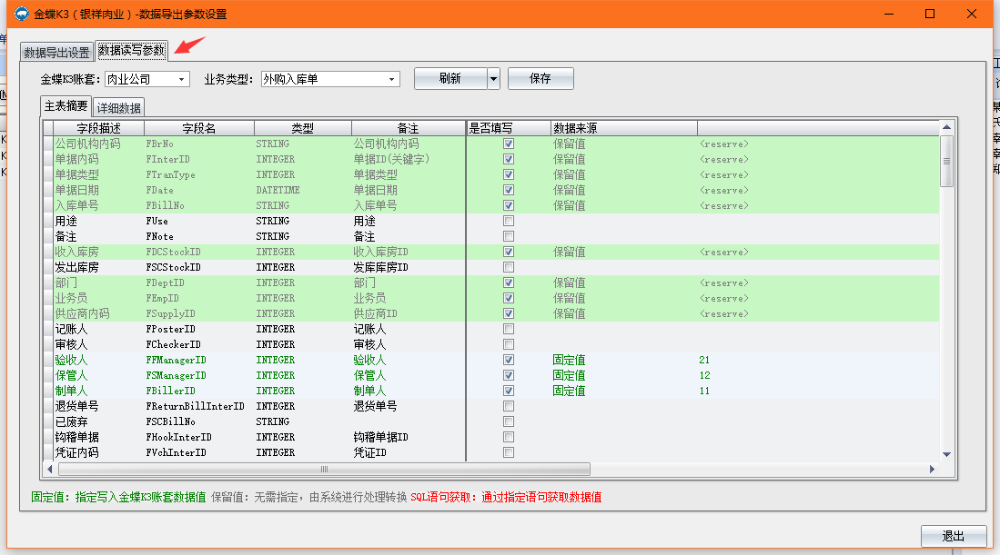 金蝶K3（银祥肉业）-数据导出参数设置
数据导出设置 数据读写参数
金蝶K3账套: 肉业公司 业务类型: 外购入库单 刷新 保存
主表摘要 详细数据
字段描述 字段名 类型 备注 是否填写 数据来源
公司机构内码 FBrNo STRING 公司机构内码 保留值 <reserve>
单据内码 FInterID INTEGER 单据ID(关键字) 保留值 <reserve>
单据类型 FTranType INTEGER 单据类型 保留值 <reserve>
单据日期 FDate DATETIME 单据日期 保留值 <reserve>
入库单号 FBillNo STRING 入库单号 保留值 <reserve>
用途 FUse STRING 用途
备注 FNote STRING 备注
收入库房 FDCStockID INTEGER 收入库房ID 保留值 <reserve>
发出库房 FSCStockID INTEGER 发库库房ID
部门 FDeptID INTEGER 部门 保留值 <reserve>
业务员 FEmpID INTEGER 业务员 保留值 <reserve>
供应商内码 FSupplyID INTEGER 供应商ID 保留值 <reserve>
记账人 FPosterID INTEGER 记账人
审核人 FCheckerID INTEGER 审核人
验收人 FFManagerID INTEGER 验收人 固定值 21
保管人 FSManagerID INTEGER 保管人 固定值 12
制单人 FBillerID INTEGER 制单人 固定值 11
退货单号 FReturnBillInterID INTEGER 退货单号
已废弃 FSCBillNo STRING
钩稽单据 FHookInterID INTEGER 钩稽单据ID
凭证内码 FVchInterID INTEGER 凭证ID
固定值: 指定写入金蝶K3账套数据值 保留值: 无需指定, 由系统进行处理转换 SQL语句获取: 通过指定语句获取数据值
退出